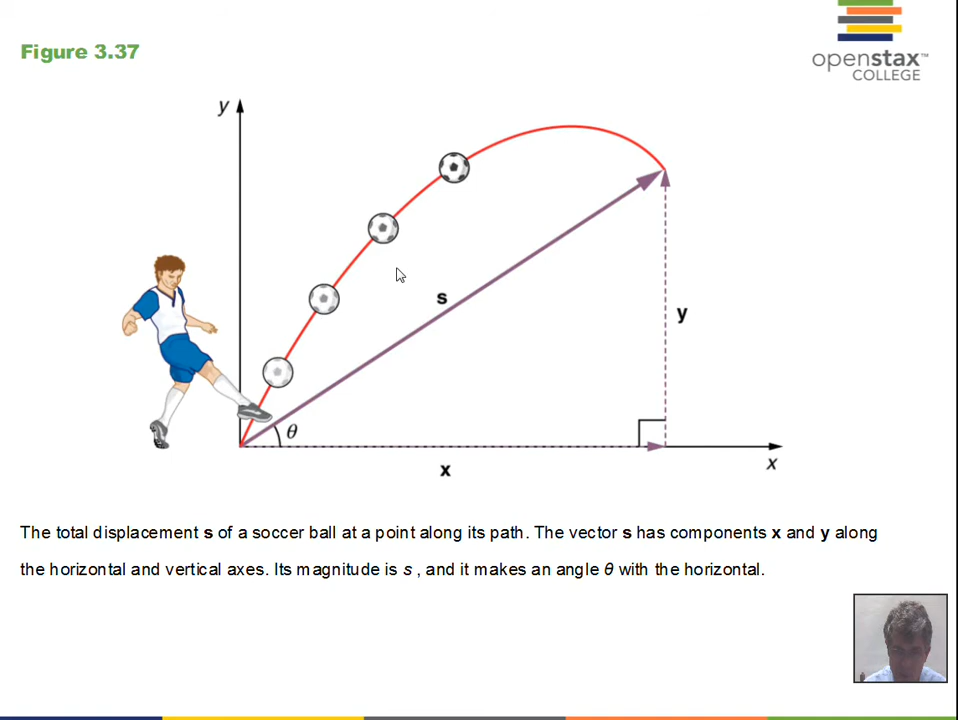 Figure 3.37
openstax™
COLLEGE
y
s
y
θ
x
x
The total displacement s of a soccer ball at a point along its path. The vector s has components x and y along
the horizontal and vertical axes. Its magnitude is s , and it makes an angle θ with the horizontal.